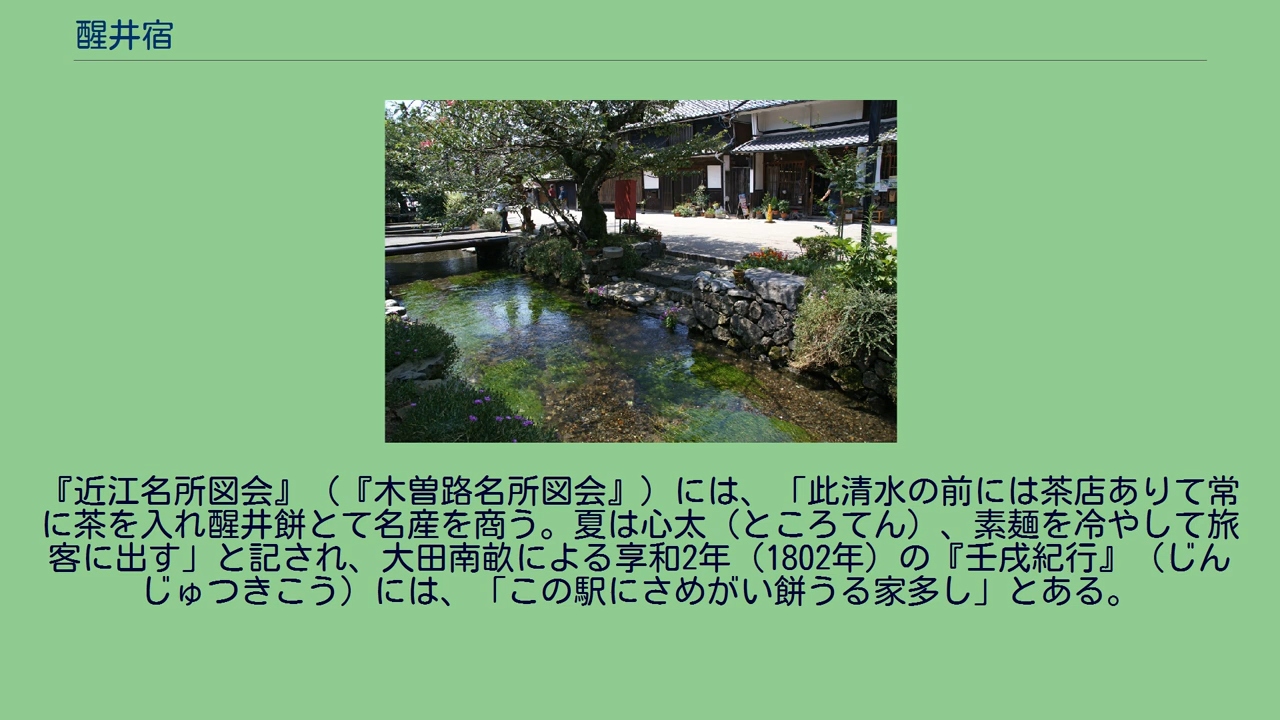 醒井宿
『近江名所図会』（『木曽路名所図会』）には、「此清水の前には茶店ありて常
に茶を入れ醒井餅とて名産を商う。夏は心太（ところてん）、素麺を冷やして旅
客に出す」と記され、大田南畝による享和2年（1802年）の『壬戌紀行』（じん
じゅつきこう）には、「この駅にさめがい餅うる家多し」とある。